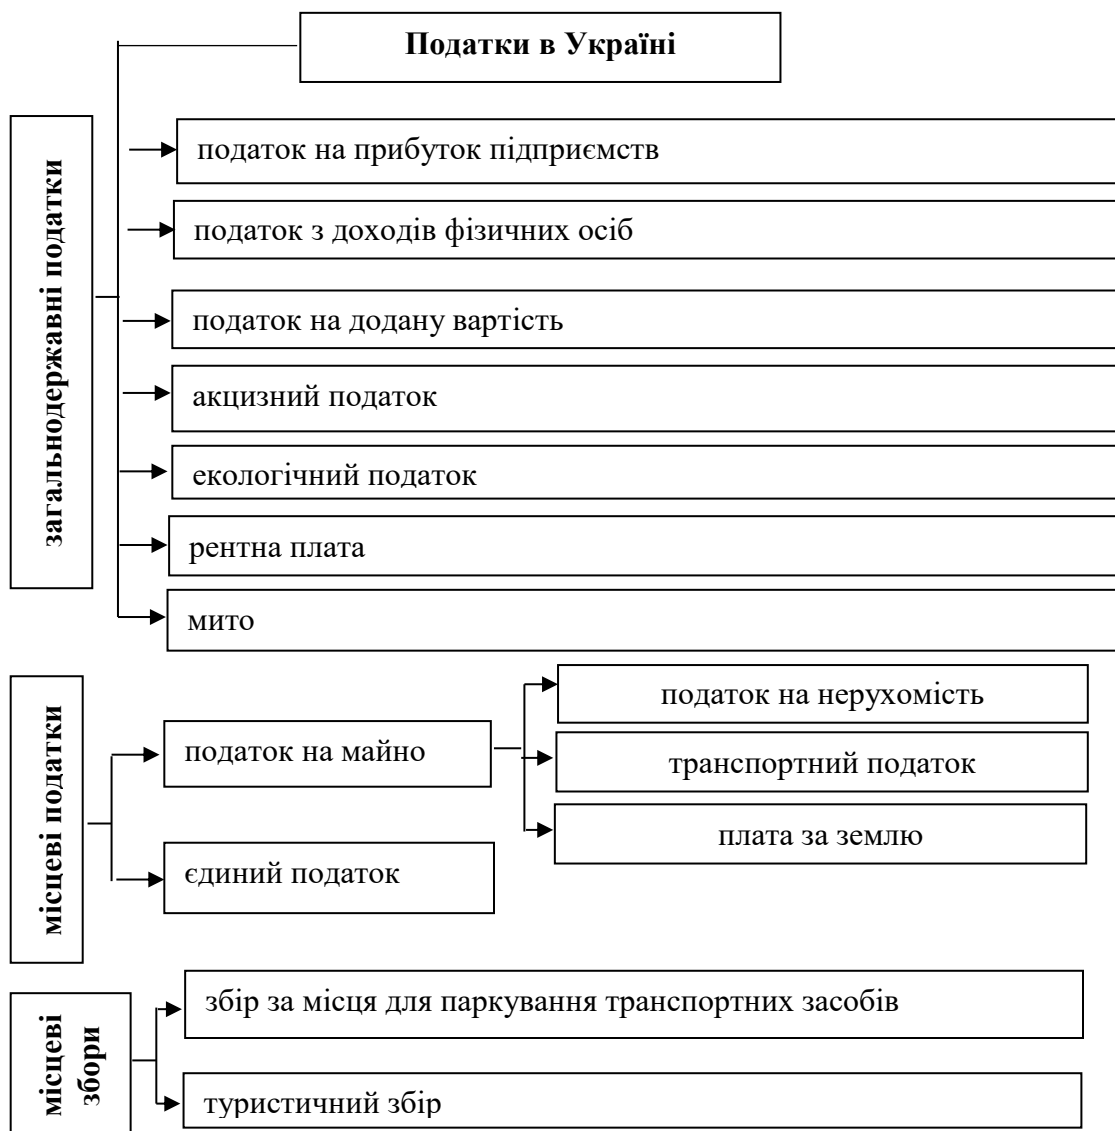 Податки в Україні
загальнодержавні податки
податок на прибуток підприємств
податок з доходів фізичних осіб
податок на додану вартість
акцизний податок
екологічний податок
рентна плата
мито
місцеві податки
податок на майно
податок на нерухомість
транспортний податок
плата за землю
єдиний податок
місцеві
збори
збір за місця для паркування транспортних засобів
туристичний збір